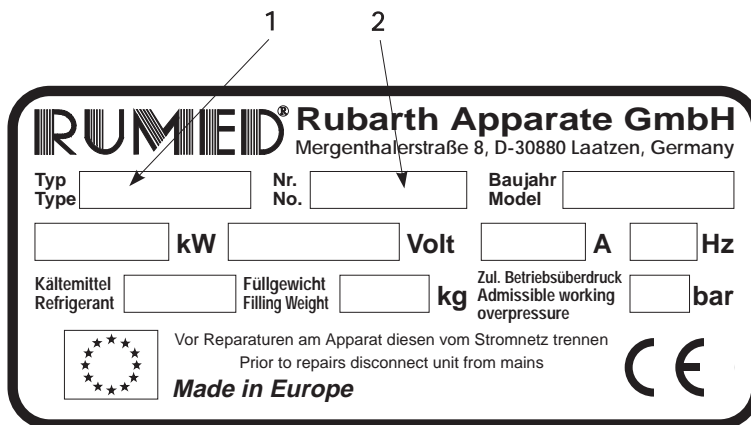 1 2
RUMED® Rubarth Apparate GmbH
Mergenthalerstraße 8, D-30880 Laatzen, Germany
Typ Nr. Baujahr
Type No. Model
kW Volt A Hz
Kältemittel Füllgewicht Zul. Betriebsüberdruck
Refrigerant Filling Weight kg Admissible working bar
overpressure
Vor Reparaturen am Apparat diesen vom Stromnetz trennen
Prior to repairs disconnect unit from mains
Made in Europe CE